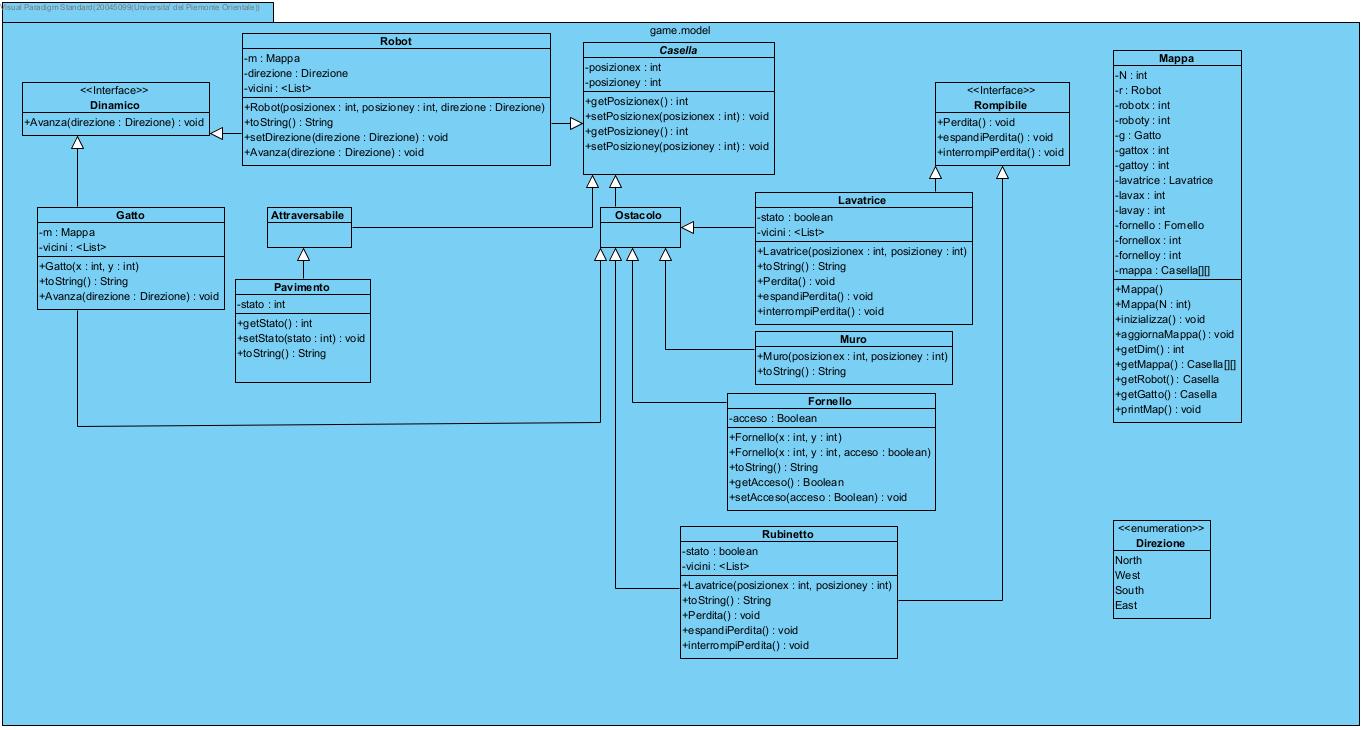 Visual Paradigm Standard(20045099(Universita' del Piemonte Orientale))
game.model
Robot
-m : Mappa
-direzione : Direzione
-vicini : <List>
+Robot(posizionex : int, posizioney : int, direzione : Direzione)
+toString() : String
+setDirezione(direzione : Direzione) : void
+Avanza(direzione : Direzione) : void
Casella
-posizionex : int
-posizioney : int
+getPosizionex() : int
+setPosizionex(posizionex : int) : void
+getPosizioney() : int
+setPosizioney(posizioney : int) : void
<<Interface>>
Dinamico
+Avanza(direzione : Direzione) : void
<<Interface>>
Rompibile
+Perdita() : void
+espandiPerdita() : void
+interrompiPerdita() : void
Mappa
-N : int
-r : Robot
-robotx : int
-roboty : int
-g : Gatto
-gattox : int
-gattoy : int
-lavatrice : Lavatrice
-lavax : int
-lavay : int
-fornello : Fornello
-fornellox : int
-fornelloy : int
-mappa : Casella[][]
+Mappa()
+Mappa(N : int)
+inizializza() : void
+aggiornaMappa() : void
+getDim() : int
+getMappa() : Casella[][]
+getRobot() : Casella
+getGatto() : Casella
+printMap() : void
Gatto
-m : Mappa
-vicini : <List>
+Gatto(x : int, y : int)
+toString() : String
+Avanza(direzione : Direzione) : void
Attraversabile
Ostacolo
Lavatrice
-stato : boolean
-vicini : <List>
+Lavatrice(posizionex : int, posizioney : int)
+toString() : String
+Perdita() : void
+espandiPerdita() : void
+interrompiPerdita() : void
Pavimento
-stato : int
+getStato() : int
+setStato(stato : int) : void
+toString() : String
Muro
+Muro(posizionex : int, posizioney : int)
+toString() : String
Fornello
-acceso : Boolean
+Fornello(x : int, y : int)
+Fornello(x : int, y : int, acceso : boolean)
+toString() : String
+getAcceso() : Boolean
+setAcceso(acceso : Boolean) : void
Rubinetto
-stato : boolean
-vicini : <List>
+Lavatrice(posizionex : int, posizioney : int)
+toString() : String
+Perdita() : void
+espandiPerdita() : void
+interrompiPerdita() : void
<<enumeration>>
Direzione
North
West
South
East